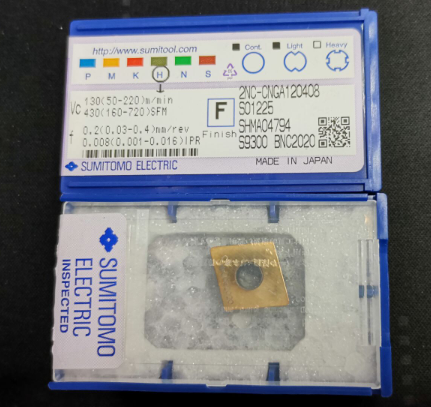 http://www.sumitool.com
Cont. Light Heavy
P M K H N S
Vc 130(50-220)m/min
430(160-720)SFM
f 0.2(0.03-0.4)mm/rev
0.008(0.001-0.016)IPR
F
Finish
2NC-CNGA120408
S01225
SHMA04794
S9300 BNC2020
SUMITOMO ELECTRIC
MADE IN JAPAN
SUMITOMO
ELECTRIC
INSPECTED